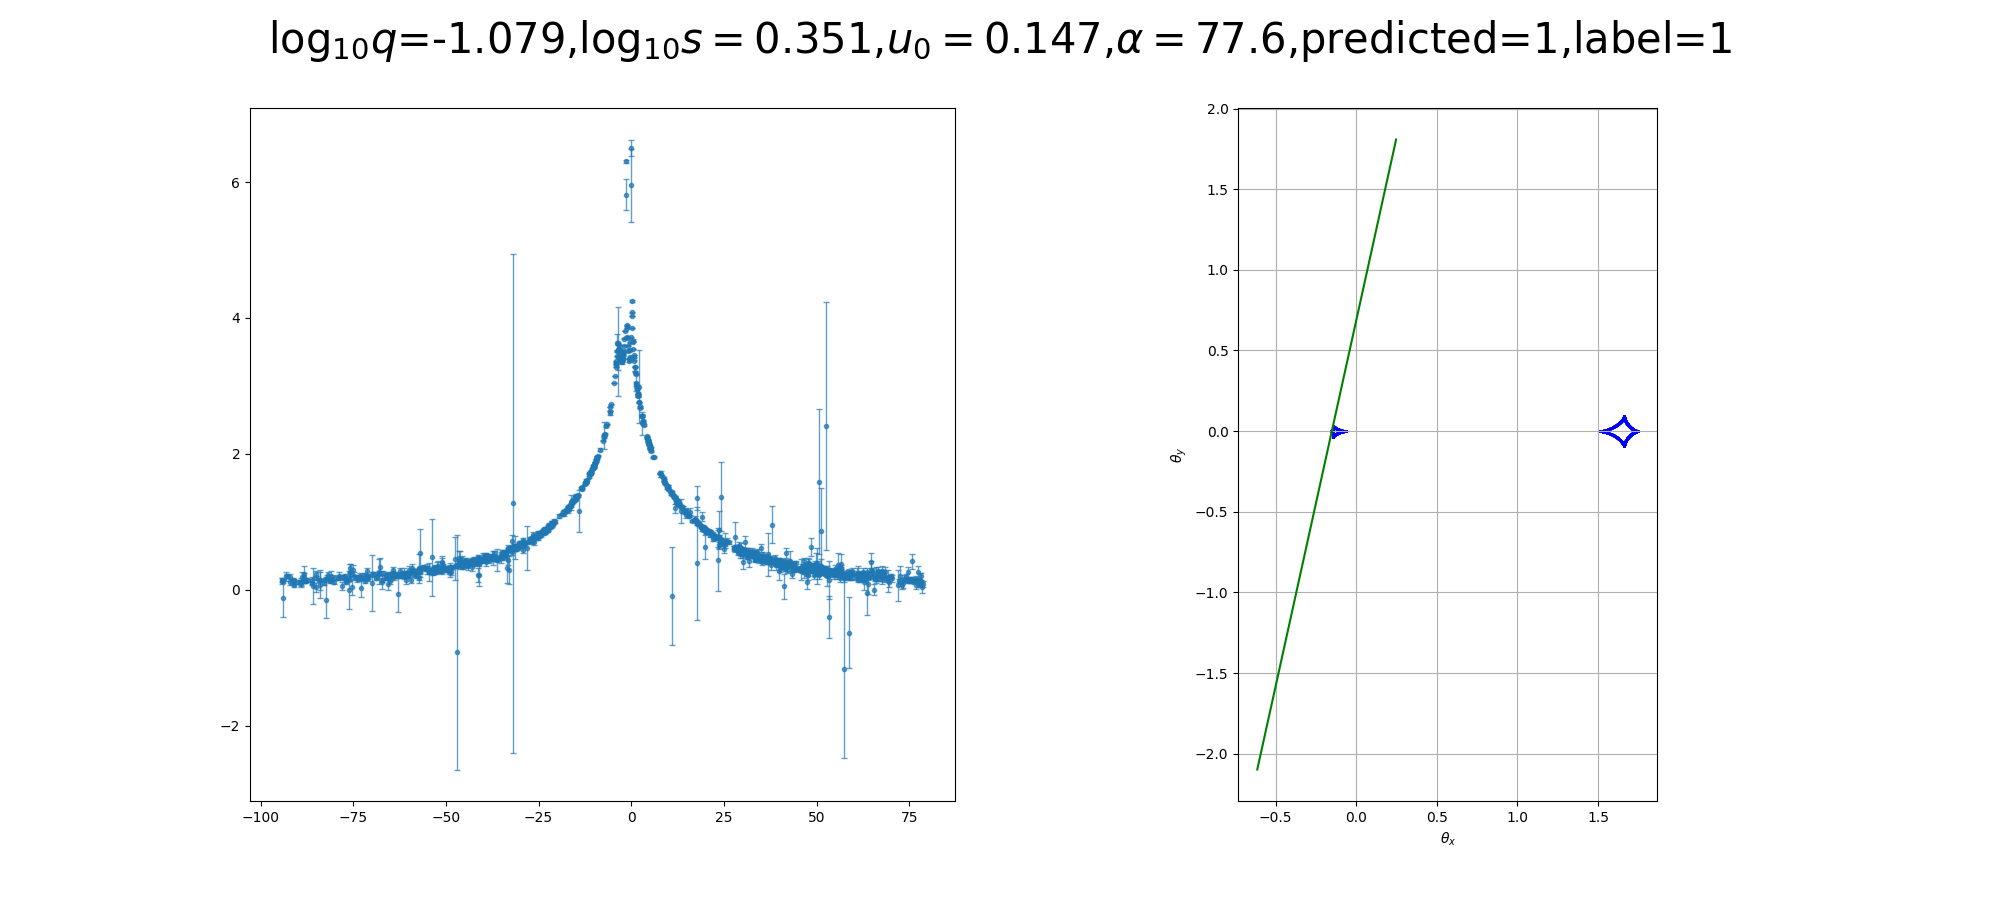 log₁₀q=-1.079,log₁₀s = 0.351,u₀ = 0.147,α = 77.6,predicted=1,label=1
6
4
2
0
−2
−100 −75 −50 −25 0 25 50 75
2.0
1.5
1.0
0.5
0.0
−0.5
−1.0
−1.5
−2.0
θy
−0.5 0.0 0.5 1.0 1.5
θx